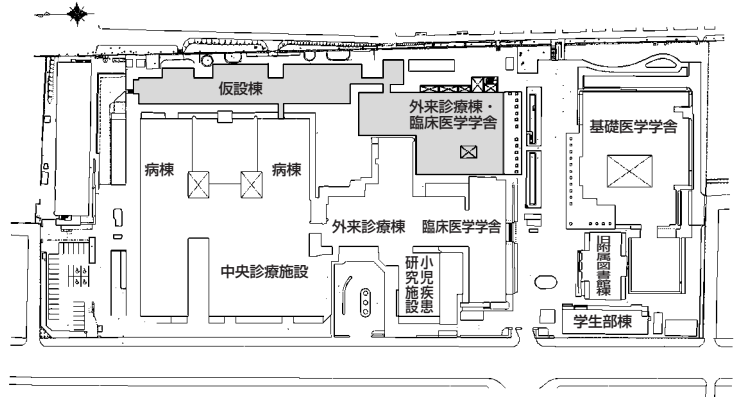 仮設棟
外来診療棟・
臨床医学学舎
基礎医学学舎
病棟
病棟
外来診療棟
臨床医学学舎
中央診療施設
小児疾患
研究施設
旧附属図書館棟
学生部棟